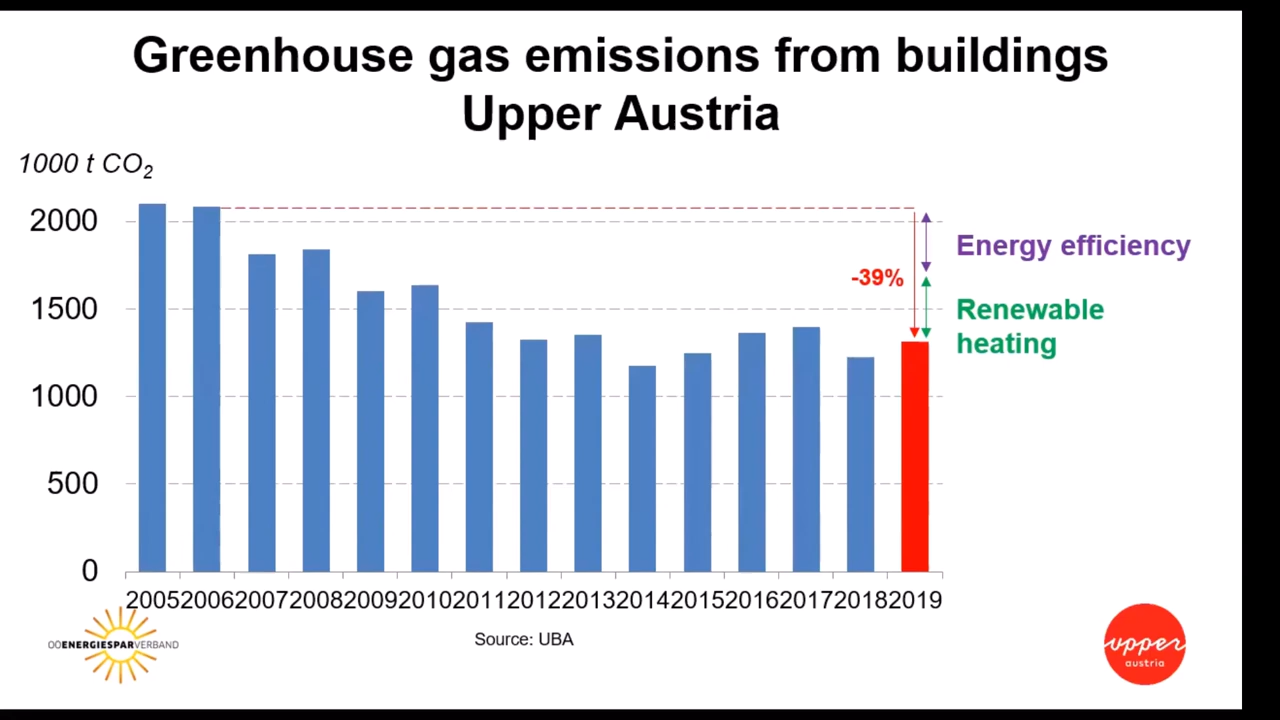 Greenhouse gas emissions from buildings
Upper Austria
1000 t CO₂
2000
1500
1000
500
0
-39%
Energy efficiency
Renewable
heating
2005 2006 2007 2008 2009 2010 2011 2012 2013 2014 2015 2016 2017 2018 2019
OÖENERGIESPARVERBAND
Source: UBA
upper
austria